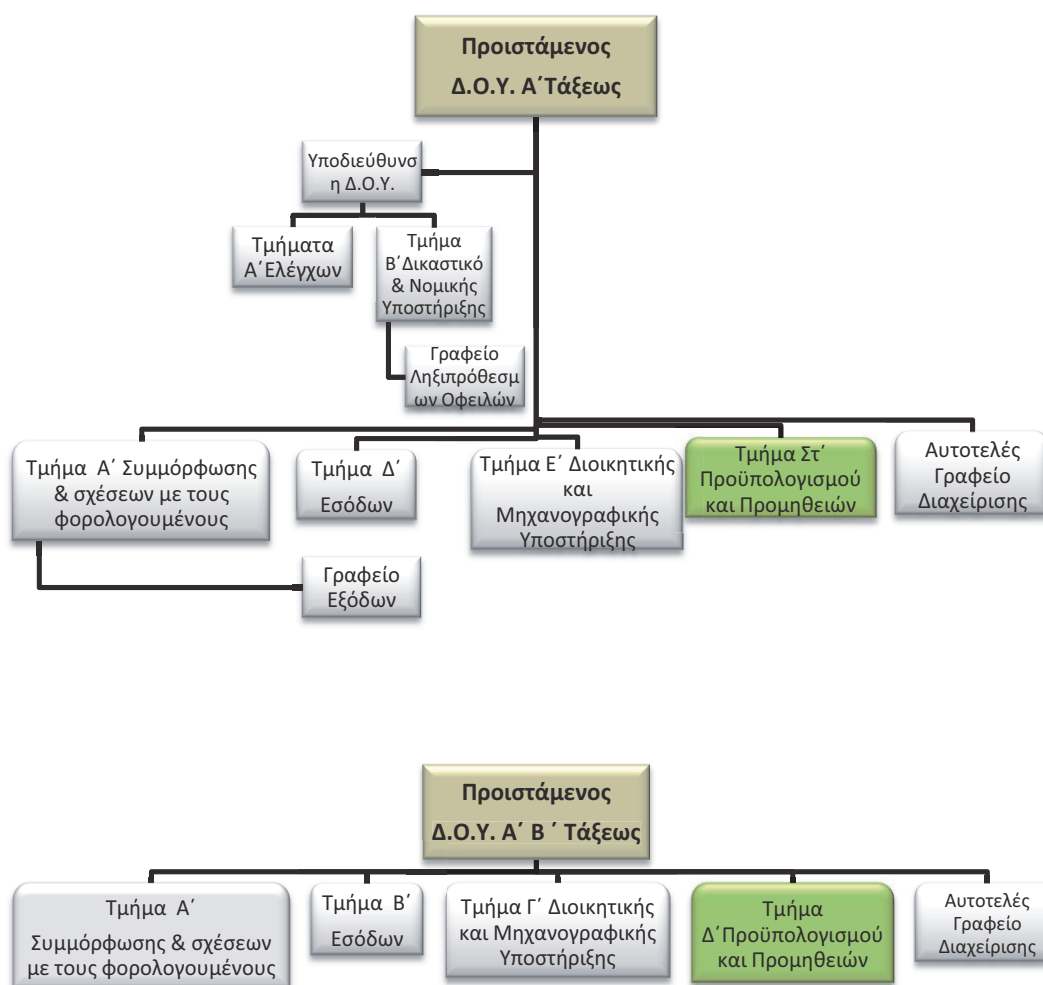 Προιστάμενος
Δ.Ο.Υ. Α΄Τάξεως
Υποδιεύθυνσ
η Δ.Ο.Υ.
Τμήματα
Α΄Ελέγχων
Τμήμα
Β΄Δικαστικό
& Νομικής
Υποστήριξης
Γραφείο
Ληξιπρόθεσμ
ων Οφειλών
Τμήμα Α΄ Συμμόρφωσης
& σχέσεων με τους
φορολογουμένους
Τμήμα Δ΄
Εσόδων
Τμήμα Ε΄ Διοικητικής
και
Μηχανογραφικής
Υποστήριξης
Τμήμα Στ΄
Προϋπολογισμού
και Προμηθειών
Αυτοτελές
Γραφείο
Διαχείρισης
Γραφείο
Εξόδων
Προιστάμενος
Δ.Ο.Υ. Α΄ Β ΄ Τάξεως
Τμήμα Α΄
Συμμόρφωσης & σχέσεων
με τους φορολογουμένους
Τμήμα Β΄
Εσόδων
Τμήμα Γ΄ Διοικητικής
και Μηχανογραφικής
Υποστήριξης
Τμήμα
Δ΄Προϋπολογισμού
και Προμηθειών
Αυτοτελές
Γραφείο
Διαχείρισης